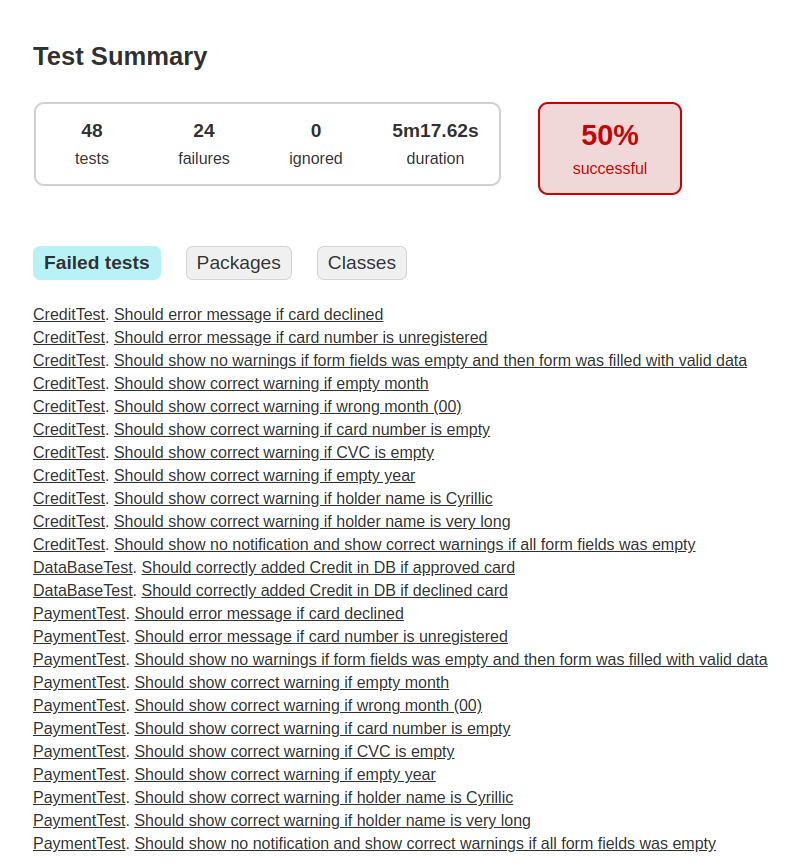 Test Summary
48 24 0 5m17.62s
tests failures ignored duration
50%
successful
Failed tests Packages Classes
CreditTest. Should error message if card declined
CreditTest. Should error message if card number is unregistered
CreditTest. Should show no warnings if form fields was empty and then form was filled with valid data
CreditTest. Should show correct warning if empty month
CreditTest. Should show correct warning if wrong month (00)
CreditTest. Should show correct warning if card number is empty
CreditTest. Should show correct warning if CVC is empty
CreditTest. Should show correct warning if empty year
CreditTest. Should show correct warning if holder name is Cyrillic
CreditTest. Should show correct warning if holder name is very long
CreditTest. Should show no notification and show correct warnings if all form fields was empty
DataBaseTest. Should correctly added Credit in DB if approved card
DataBaseTest. Should correctly added Credit in DB if declined card
PaymentTest. Should error message if card declined
PaymentTest. Should error message if card number is unregistered
PaymentTest. Should show no warnings if form fields was empty and then form was filled with valid data
PaymentTest. Should show correct warning if empty month
PaymentTest. Should show correct warning if wrong month (00)
PaymentTest. Should show correct warning if card number is empty
PaymentTest. Should show correct warning if CVC is empty
PaymentTest. Should show correct warning if empty year
PaymentTest. Should show correct warning if holder name is Cyrillic
PaymentTest. Should show correct warning if holder name is very long
PaymentTest. Should show no notification and show correct warnings if all form fields was empty